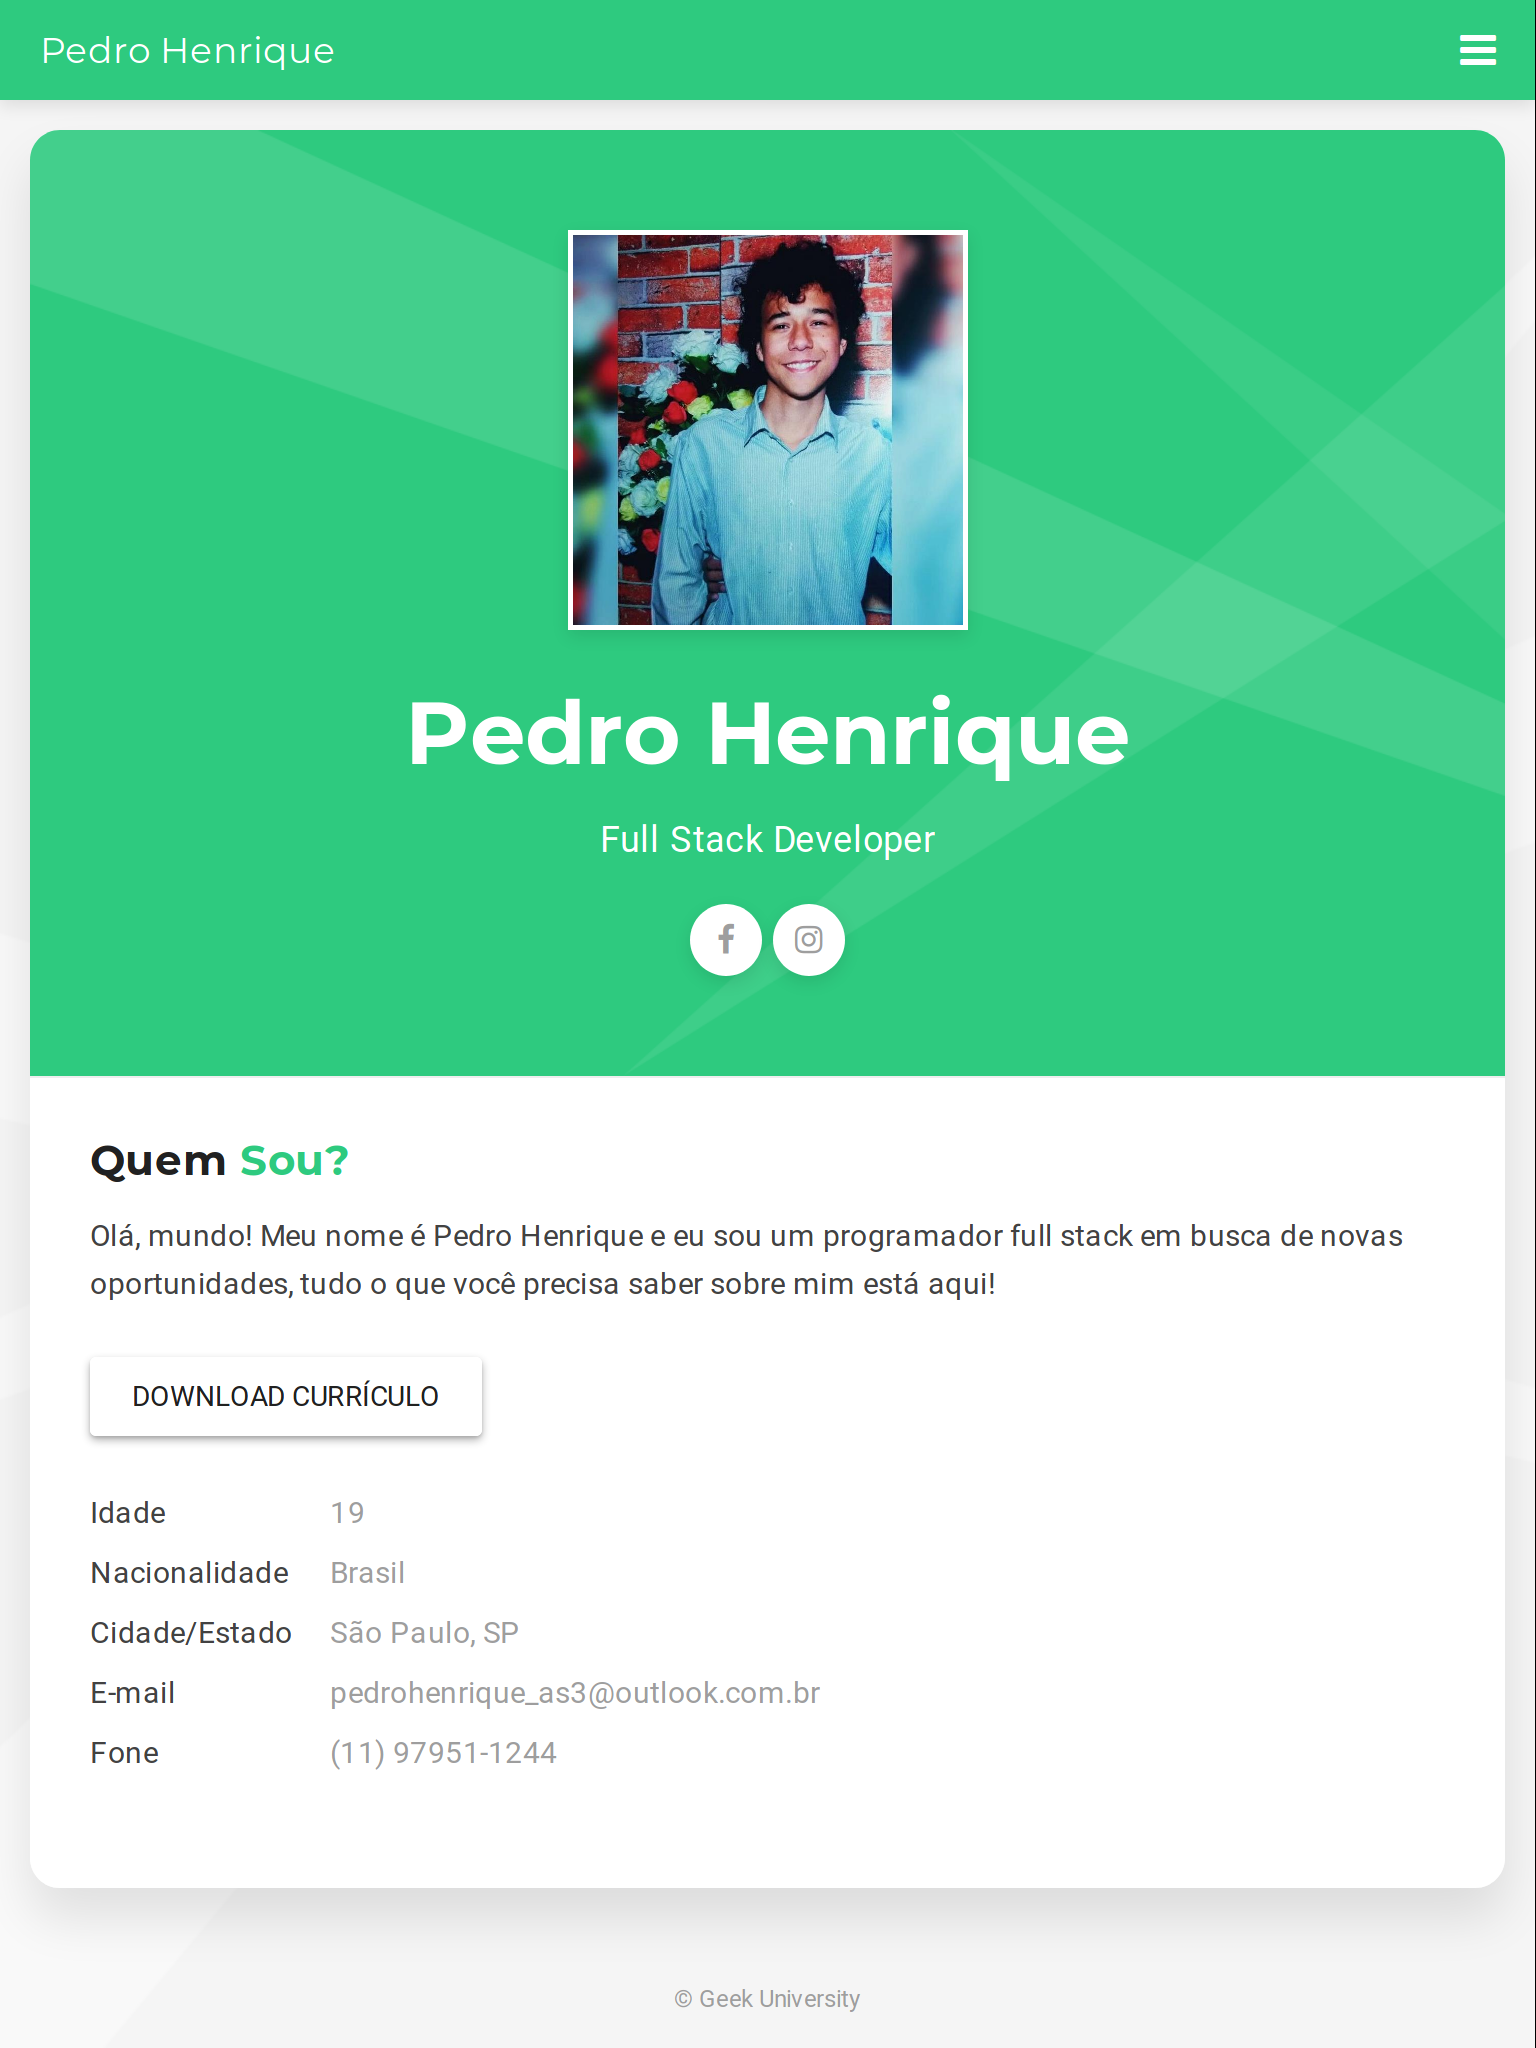 Pedro Henrique
Pedro Henrique
Full Stack Developer
Quem Sou?
Olá, mundo! Meu nome é Pedro Henrique e eu sou um programador full stack em busca de novas
oportunidades, tudo o que você precisa saber sobre mim está aqui!
DOWNLOAD CURRÍCULO
Idade 19
Nacionalidade Brasil
Cidade/Estado São Paulo, SP
E-mail pedrohenrique_as3@outlook.com.br
Fone (11) 97951-1244
© Geek University